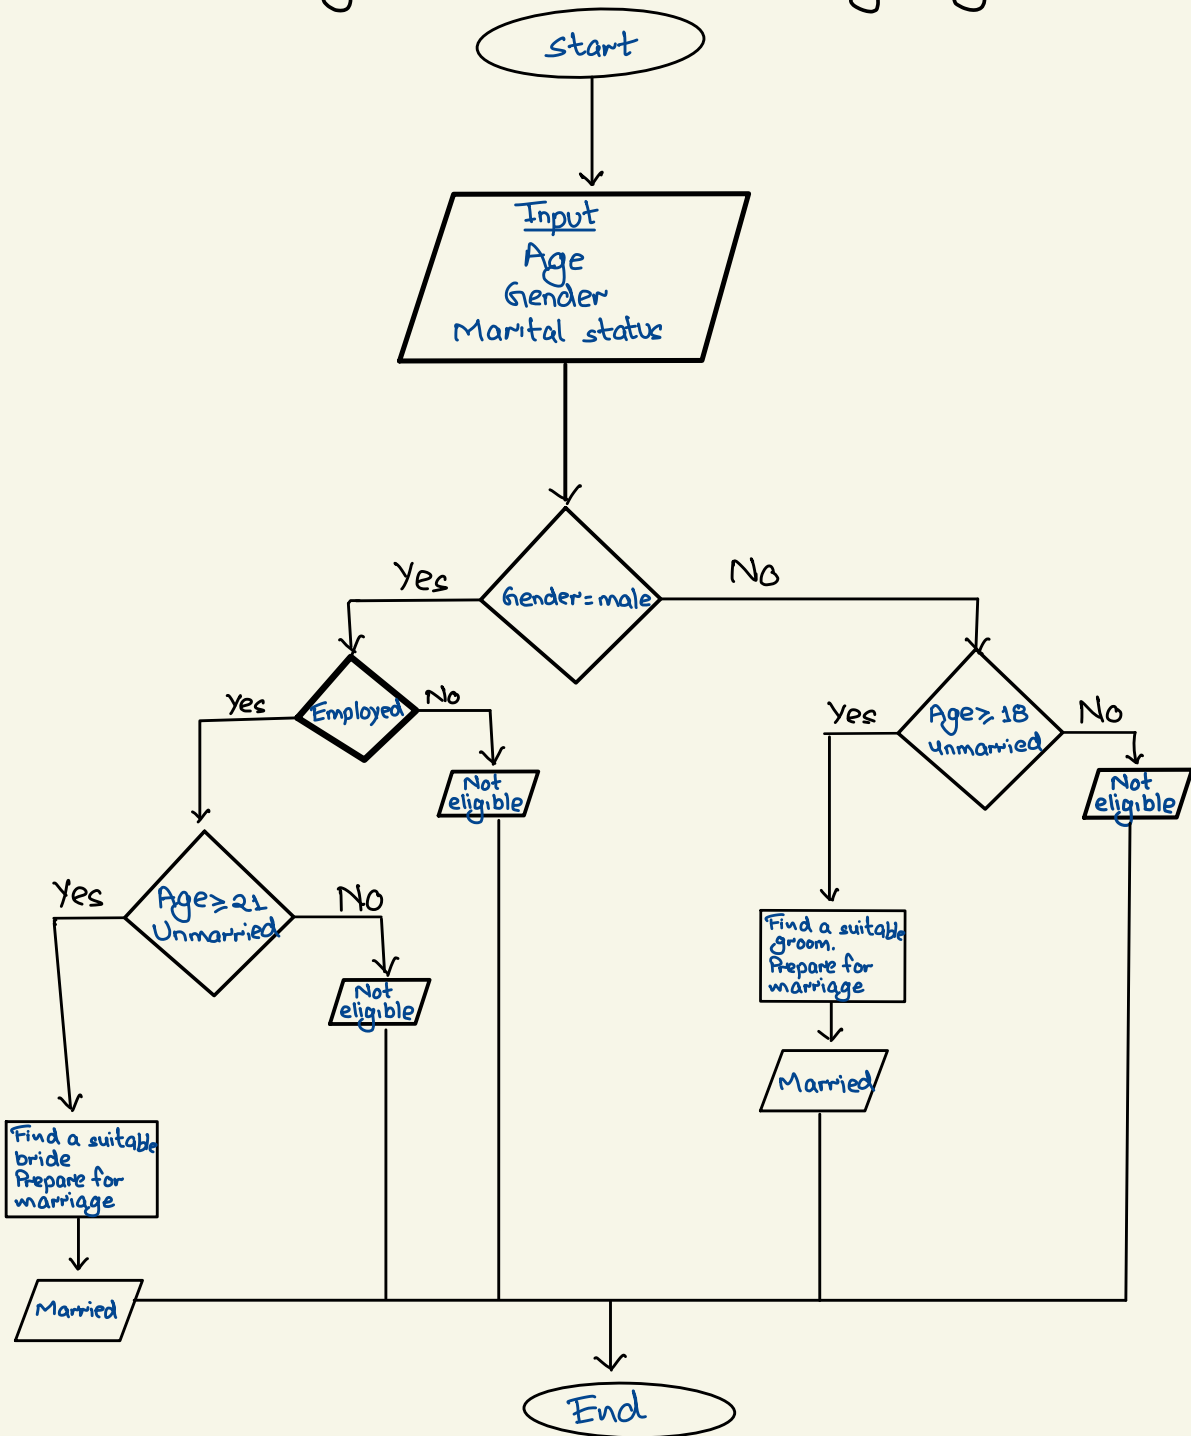 Start
Input
Age
Gender
Marital status
Gender = male
Yes
No
Employed
Yes
No
Not
eligible
Age ≥ 18
unmarried
Yes
No
Not
eligible
Age ≥ 21
Unmarried
Yes
No
Not
eligible
Find a suitable
groom.
Prepare for
marriage
Married
Find a suitable
bride
Prepare for
marriage
Married
End